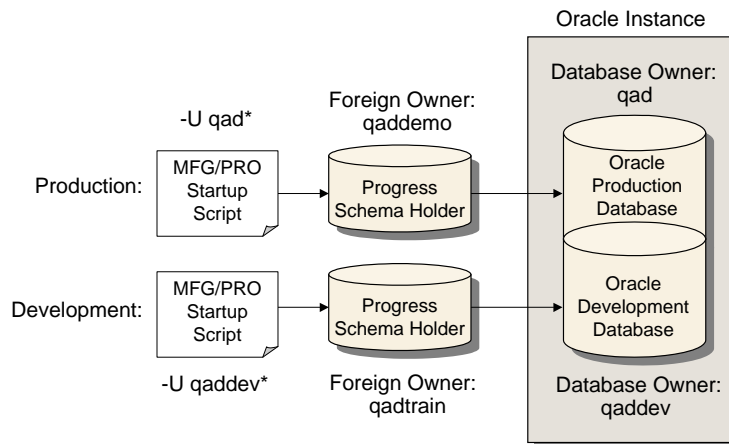 Oracle Instance
Database Owner:
qad
Foreign Owner:
qaddemo
-U qad*
Production:
MFG/PRO
Startup
Script
Progress
Schema Holder
Oracle
Production
Database
Development:
MFG/PRO
Startup
Script
Progress
Schema Holder
Oracle
Development
Database
-U qaddev*
Foreign Owner:
qadtrain
Database Owner:
qaddev